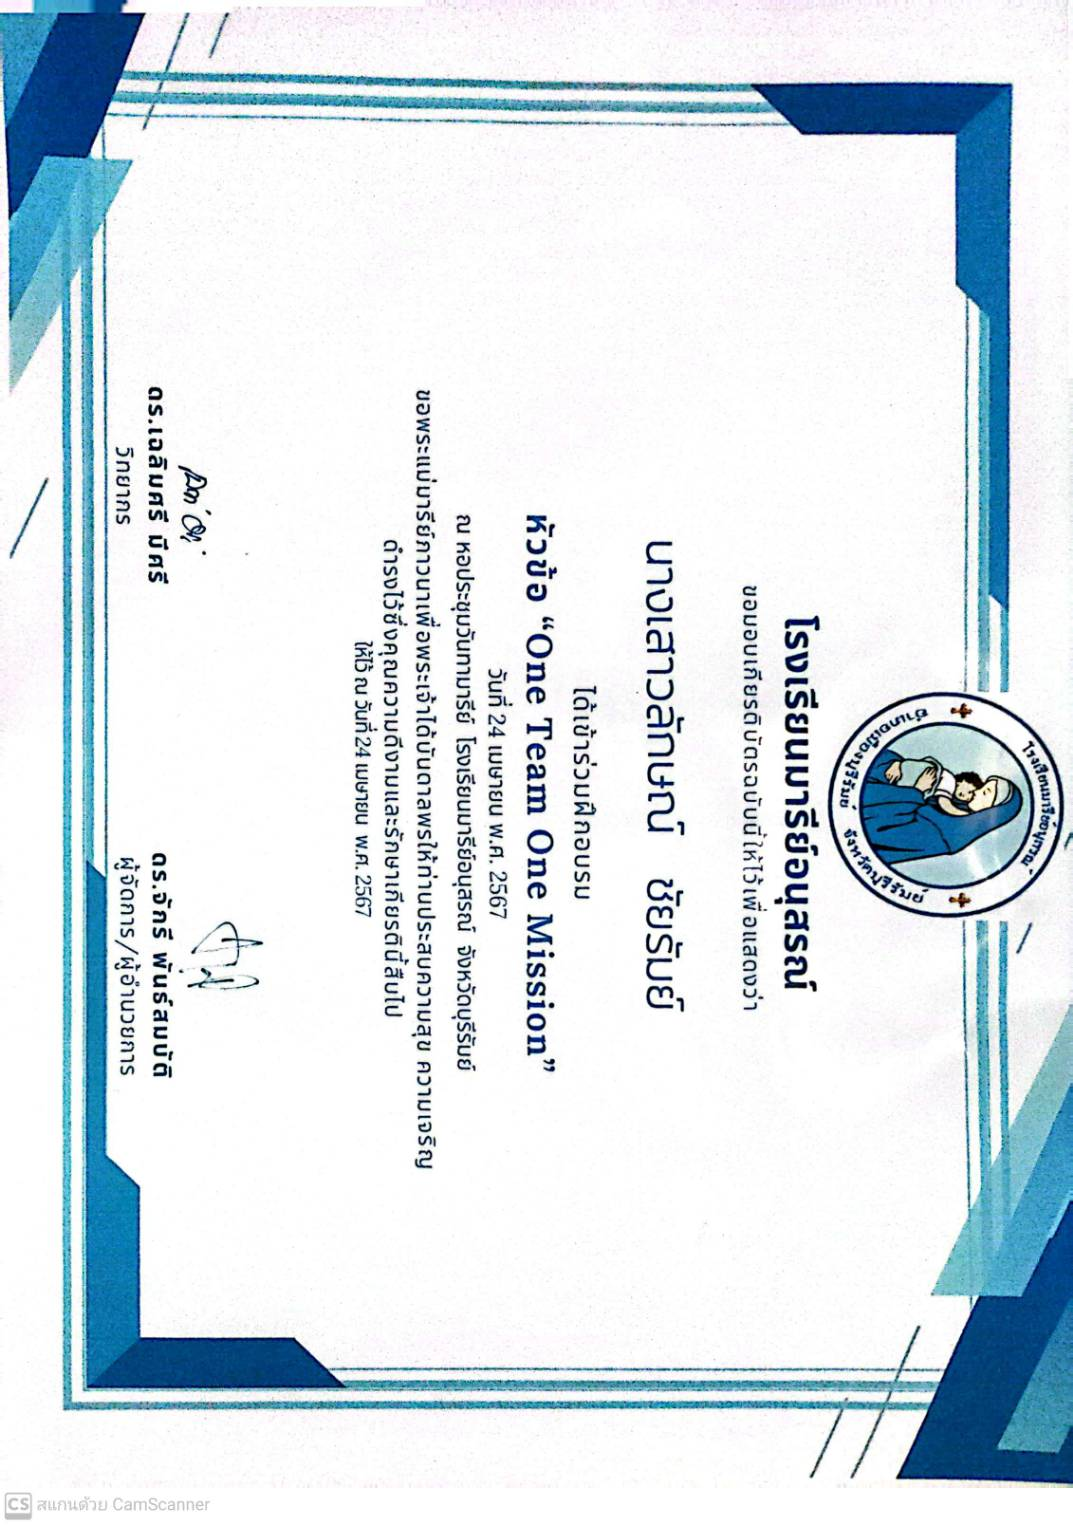 โรงเรียนมารีย์อนุสรณ์
จังหวัดบุรีรัมย์
โรงเรียนมารีย์อนุสรณ์
ขอมอบเกียรติบัตรฉบับนี้ให้ไว้เพื่อแสดงว่า
นางเสาวลักษณ์ ชัยรัมย์
ได้เข้าร่วมฝึกอบรม
หัวข้อ “One Team One Mission”
วันที่ 24 เมษายน พ.ศ. 2567
ณ หอประชุมวันทามารีย์ โรงเรียนมารีย์อนุสรณ์ จังหวัดบุรีรัมย์
ขอพระแม่มารีย์ภาวนาเพื่อพระเจ้าได้บันดาลพรให้ท่านประสบความสุข ความเจริญ
ดำรงไว้ซึ่งคุณความดีงามและรักษาเกียรตินี้สืบไป
ให้ไว้ ณ วันที่ 24 เมษายน พ.ศ. 2567
ดร.เฉลิมศรี มีศรี
วิทยากร
ดร.จักรี พันธ์สมบัติ
ผู้จัดการ/ผู้อำนวยการ
CS สแกนด้วย CamScanner